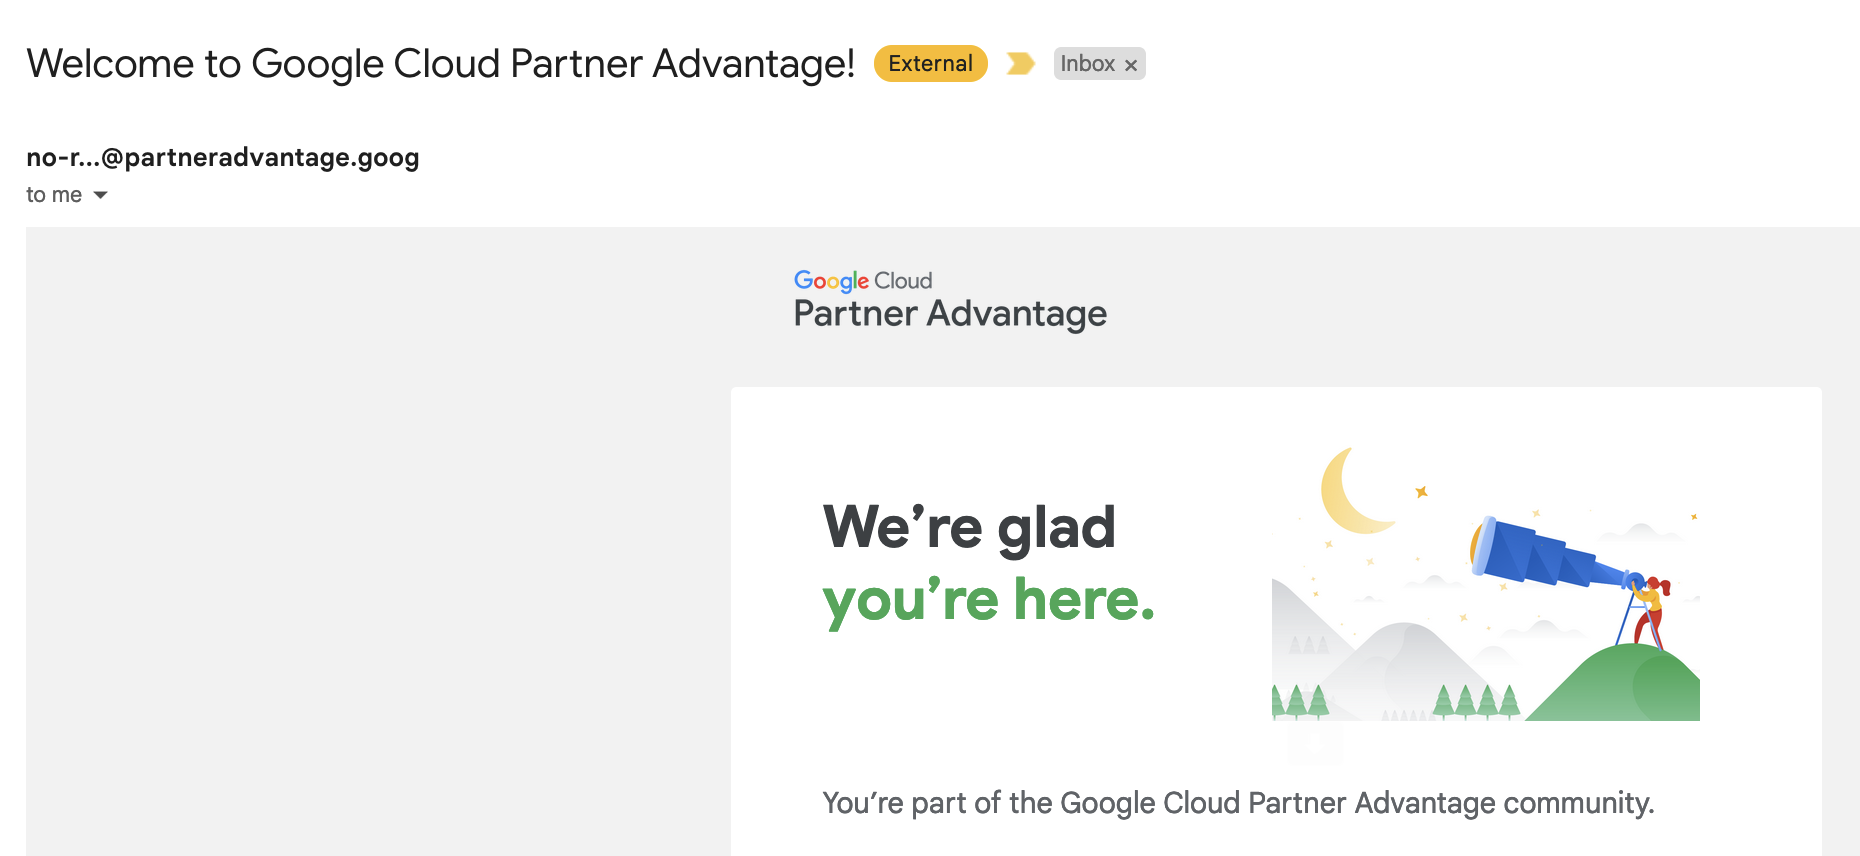 Welcome to Google Cloud Partner Advantage! External Inbox ×
no-r...@partneradvantage.goog
to me
Google Cloud
Partner Advantage
We’re glad
you’re here.
You’re part of the Google Cloud Partner Advantage community.